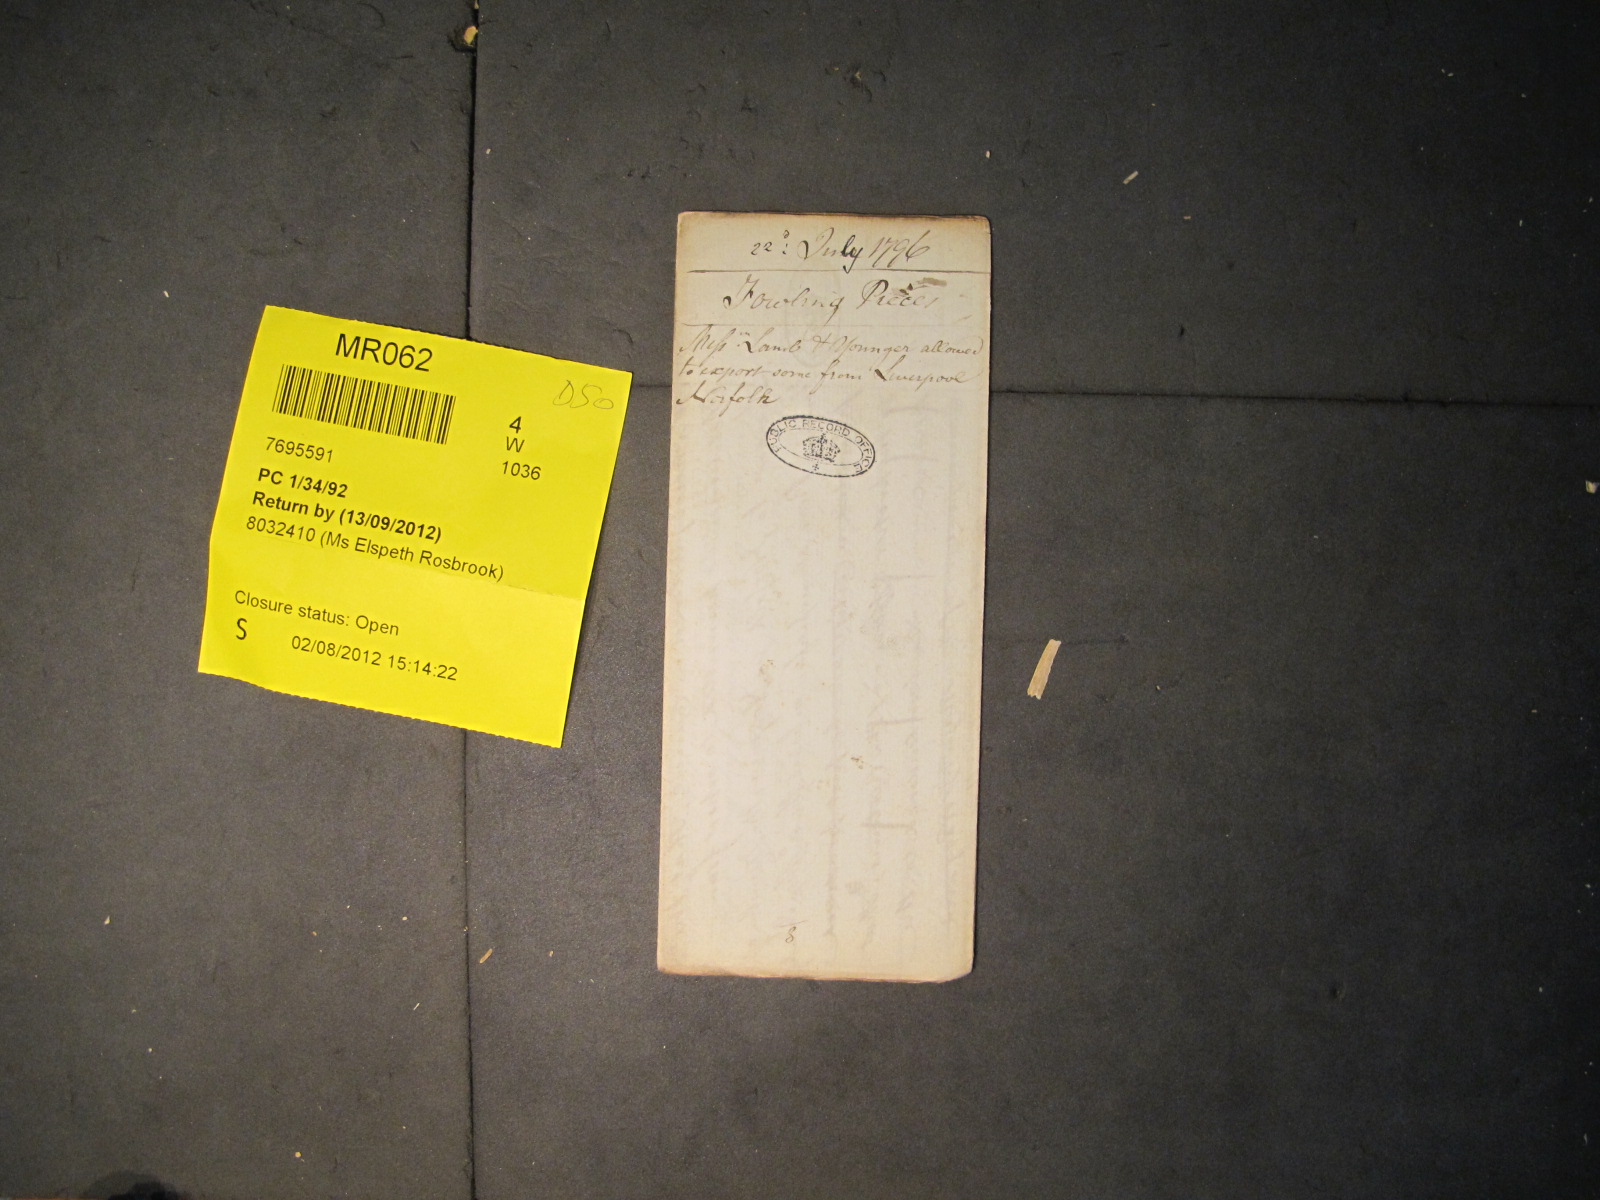 MR062
DSo
4
W
1036
7695591
PC 1/34/92
Return by (13/09/2012)
8032410 (Ms Elspeth Rosbrook)
Closure status: Open
S
02/08/2012 15:14:22
22d: July 1796
Fowling Pieces
Messrs Lamb & Younger allowed
to export some from Liverpool
Norfolk
PUBLIC RECORD OFFICE
8